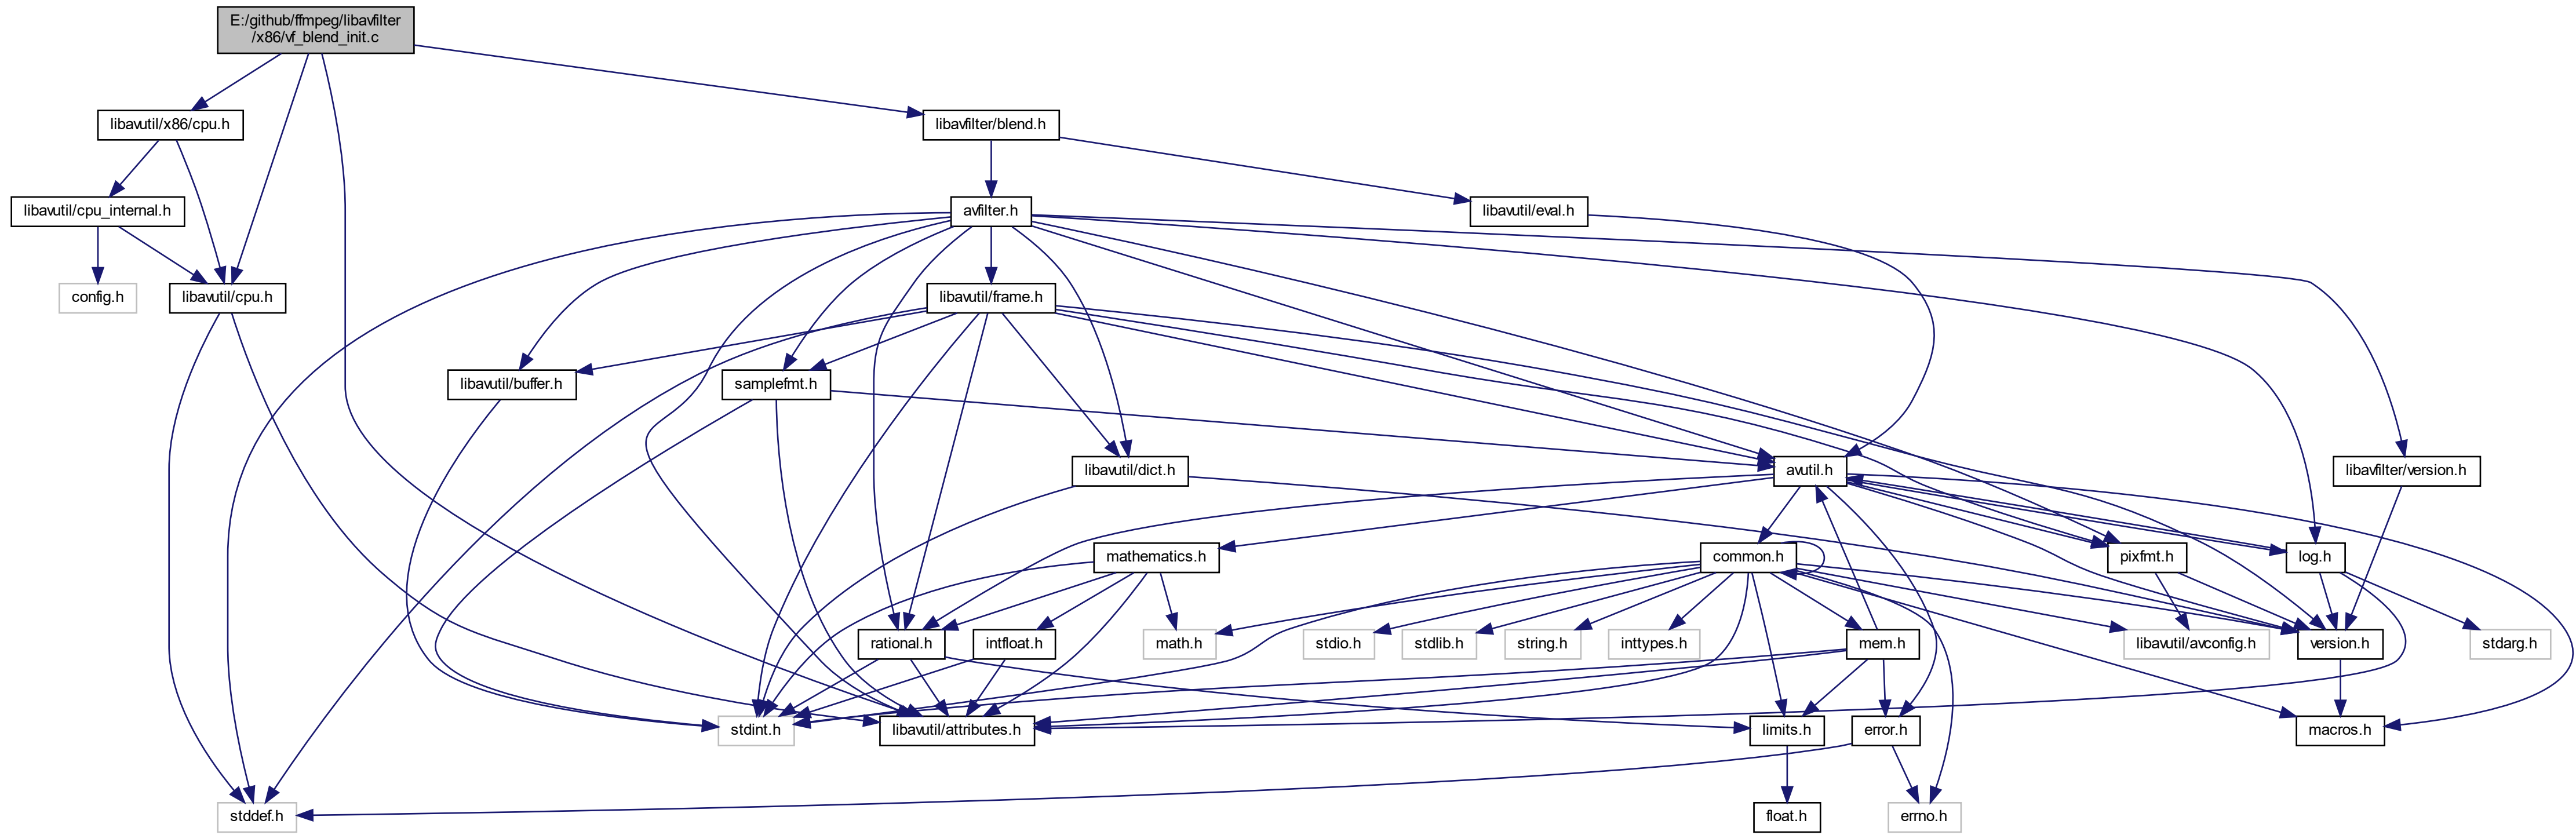 E:/github/ffmpeg/libavfilter
/x86/vf_blend_init.c
libavutil/x86/cpu.h
libavfilter/blend.h
libavutil/cpu_internal.h
avfilter.h
libavutil/eval.h
config.h
libavutil/cpu.h
libavutil/frame.h
libavutil/buffer.h
samplefmt.h
libavutil/dict.h
avutil.h
libavfilter/version.h
mathematics.h
common.h
pixfmt.h
log.h
rational.h
intfloat.h
math.h
stdio.h
stdlib.h
string.h
inttypes.h
mem.h
libavutil/avconfig.h
version.h
stdarg.h
stdint.h
libavutil/attributes.h
limits.h
error.h
macros.h
stddef.h
float.h
errno.h